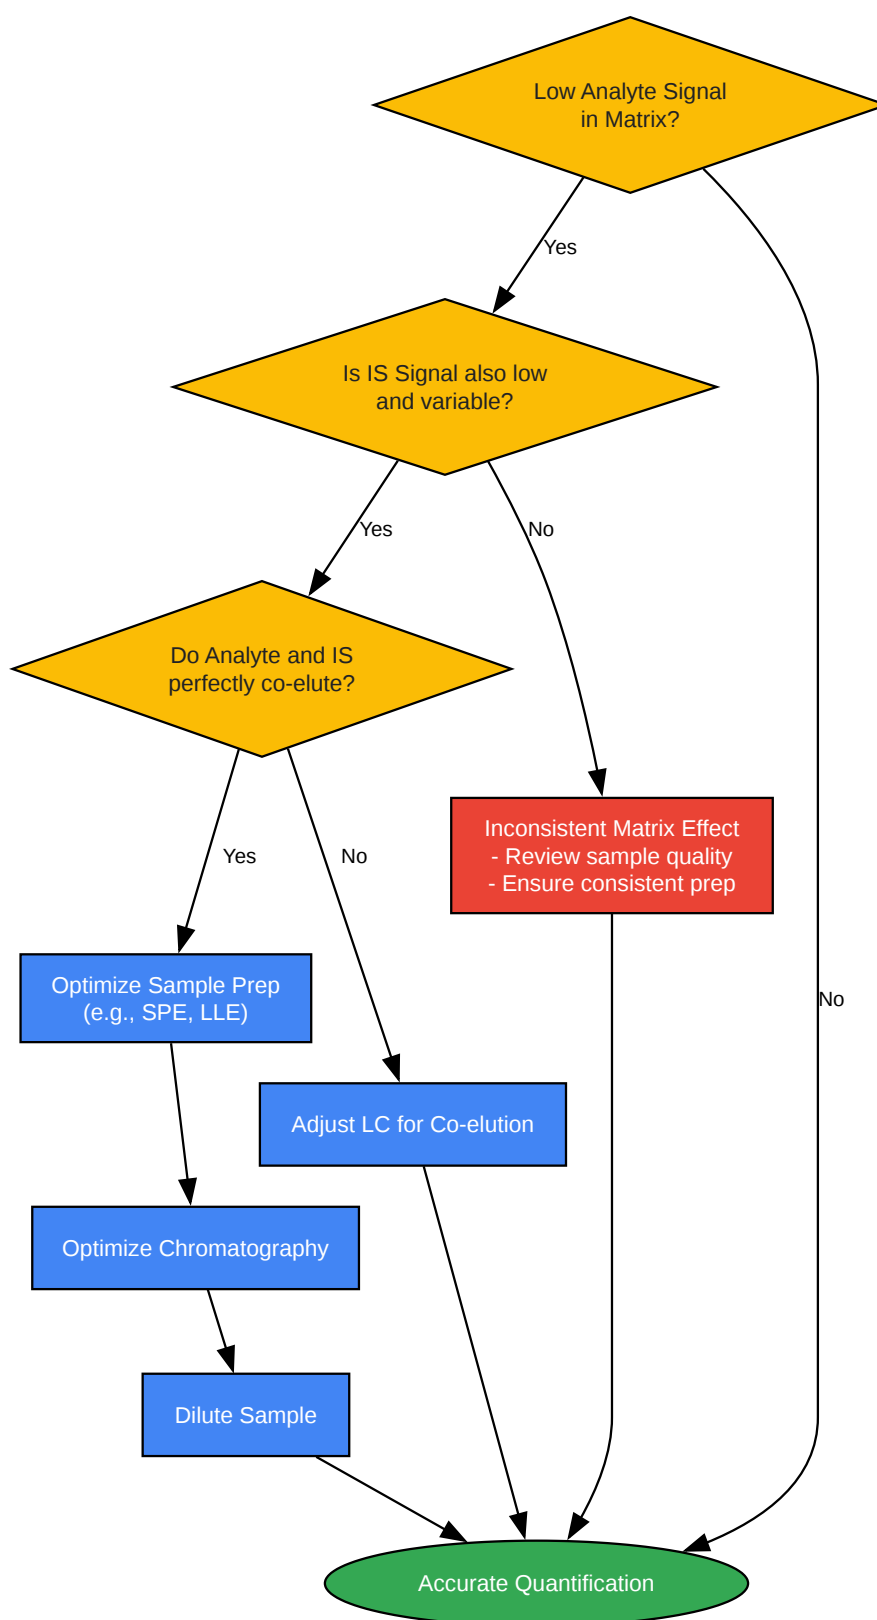 Low Analyte Signal
in Matrix?
Yes
Is IS Signal also low
and variable?
Yes
No
Do Analyte and IS
perfectly co-elute?
Inconsistent Matrix Effect
- Review sample quality
- Ensure consistent prep
Yes
No
Optimize Sample Prep
(e.g., SPE, LLE)
No
Adjust LC for Co-elution
Optimize Chromatography
Dilute Sample
Accurate Quantification